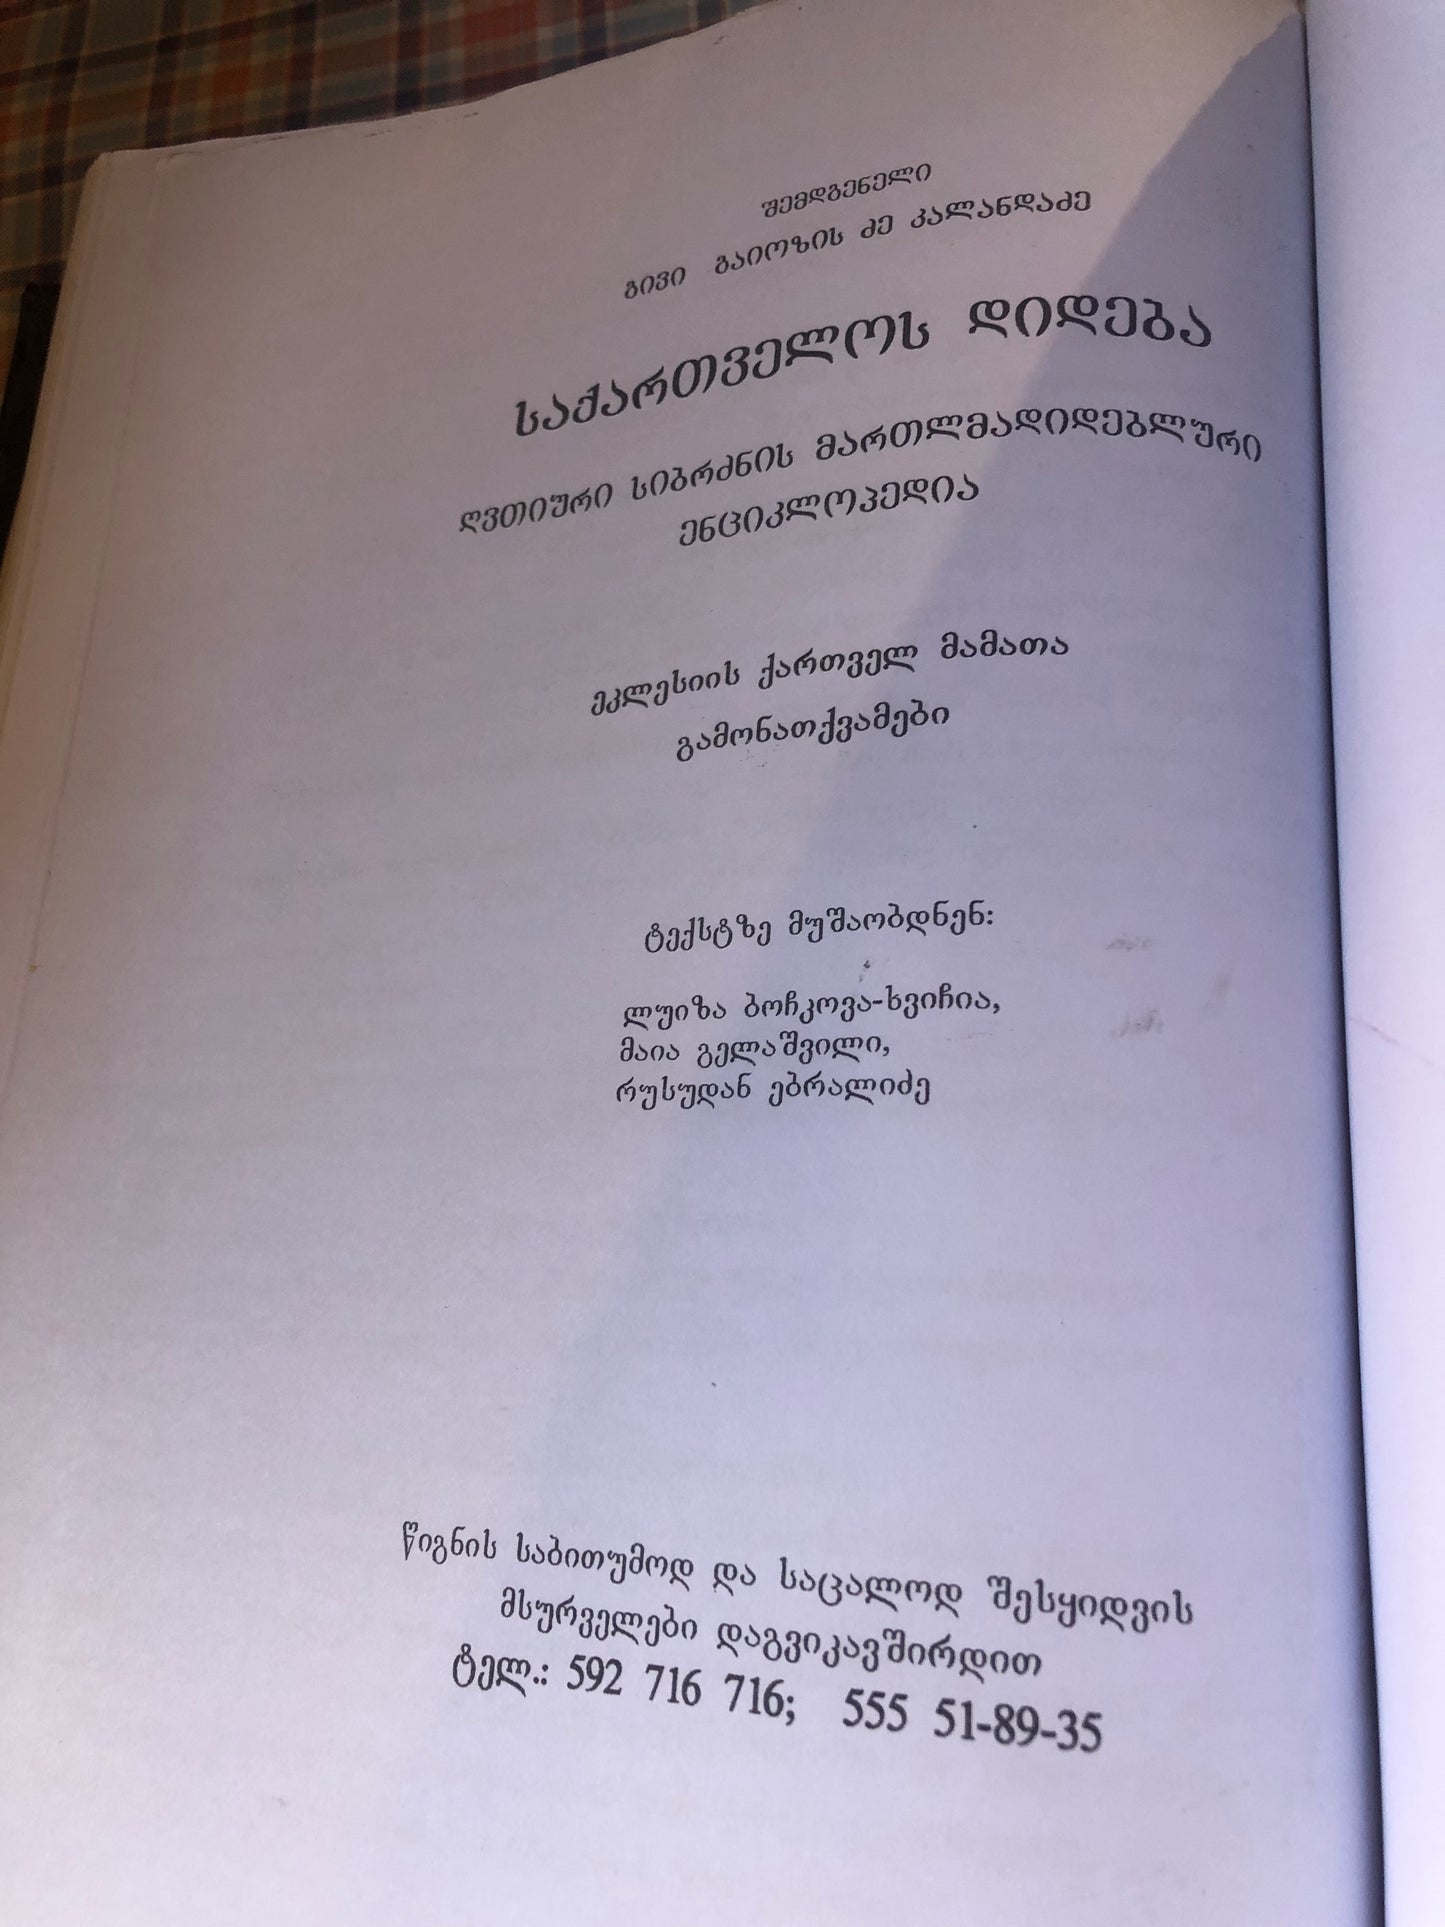 შემდგენელი
გივი გაიოზის ძე კალანდაძე
საქართველოს დიდება
ღვთიური სიბრძნის მართლმადიდებლური
ენციკლოპედია
ეკლესიის ქართველ მამათა
გამონათქვამები
ტექსტზე მუშაობდნენ:
ლუიზა ბოჩკოვა-ხვიჩია,
მაია გელაშვილი,
რუსუდან ებრალიძე
წიგნის საბითუმოდ და საცალოდ შესყიდვის
მსურველები დაგვიკავშირდით
ტელ.: 592 716 716; 555 51-89-35